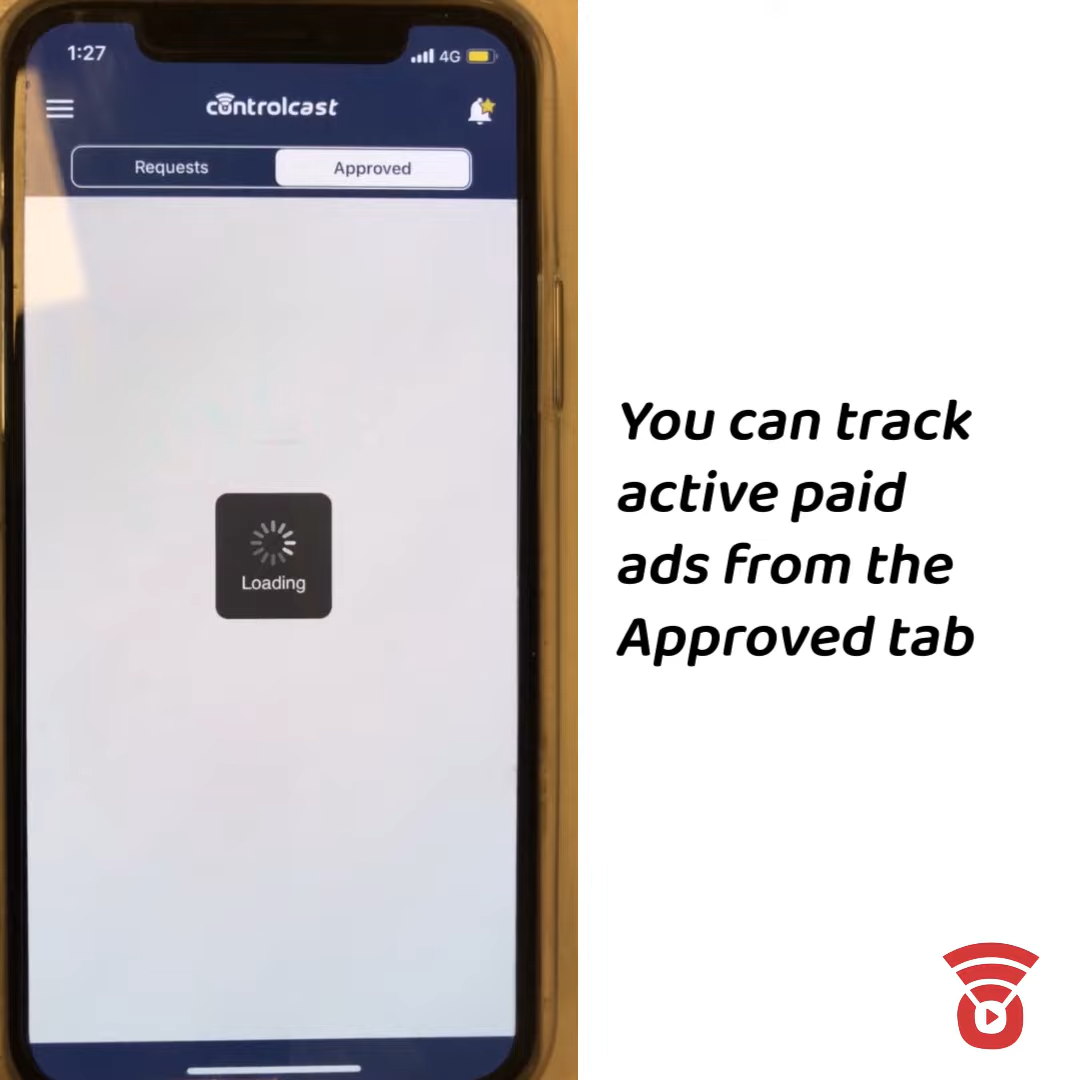 1:27
4G
controlcast
Requests
Approved
Loading
You can track
active paid
ads from the
Approved tab